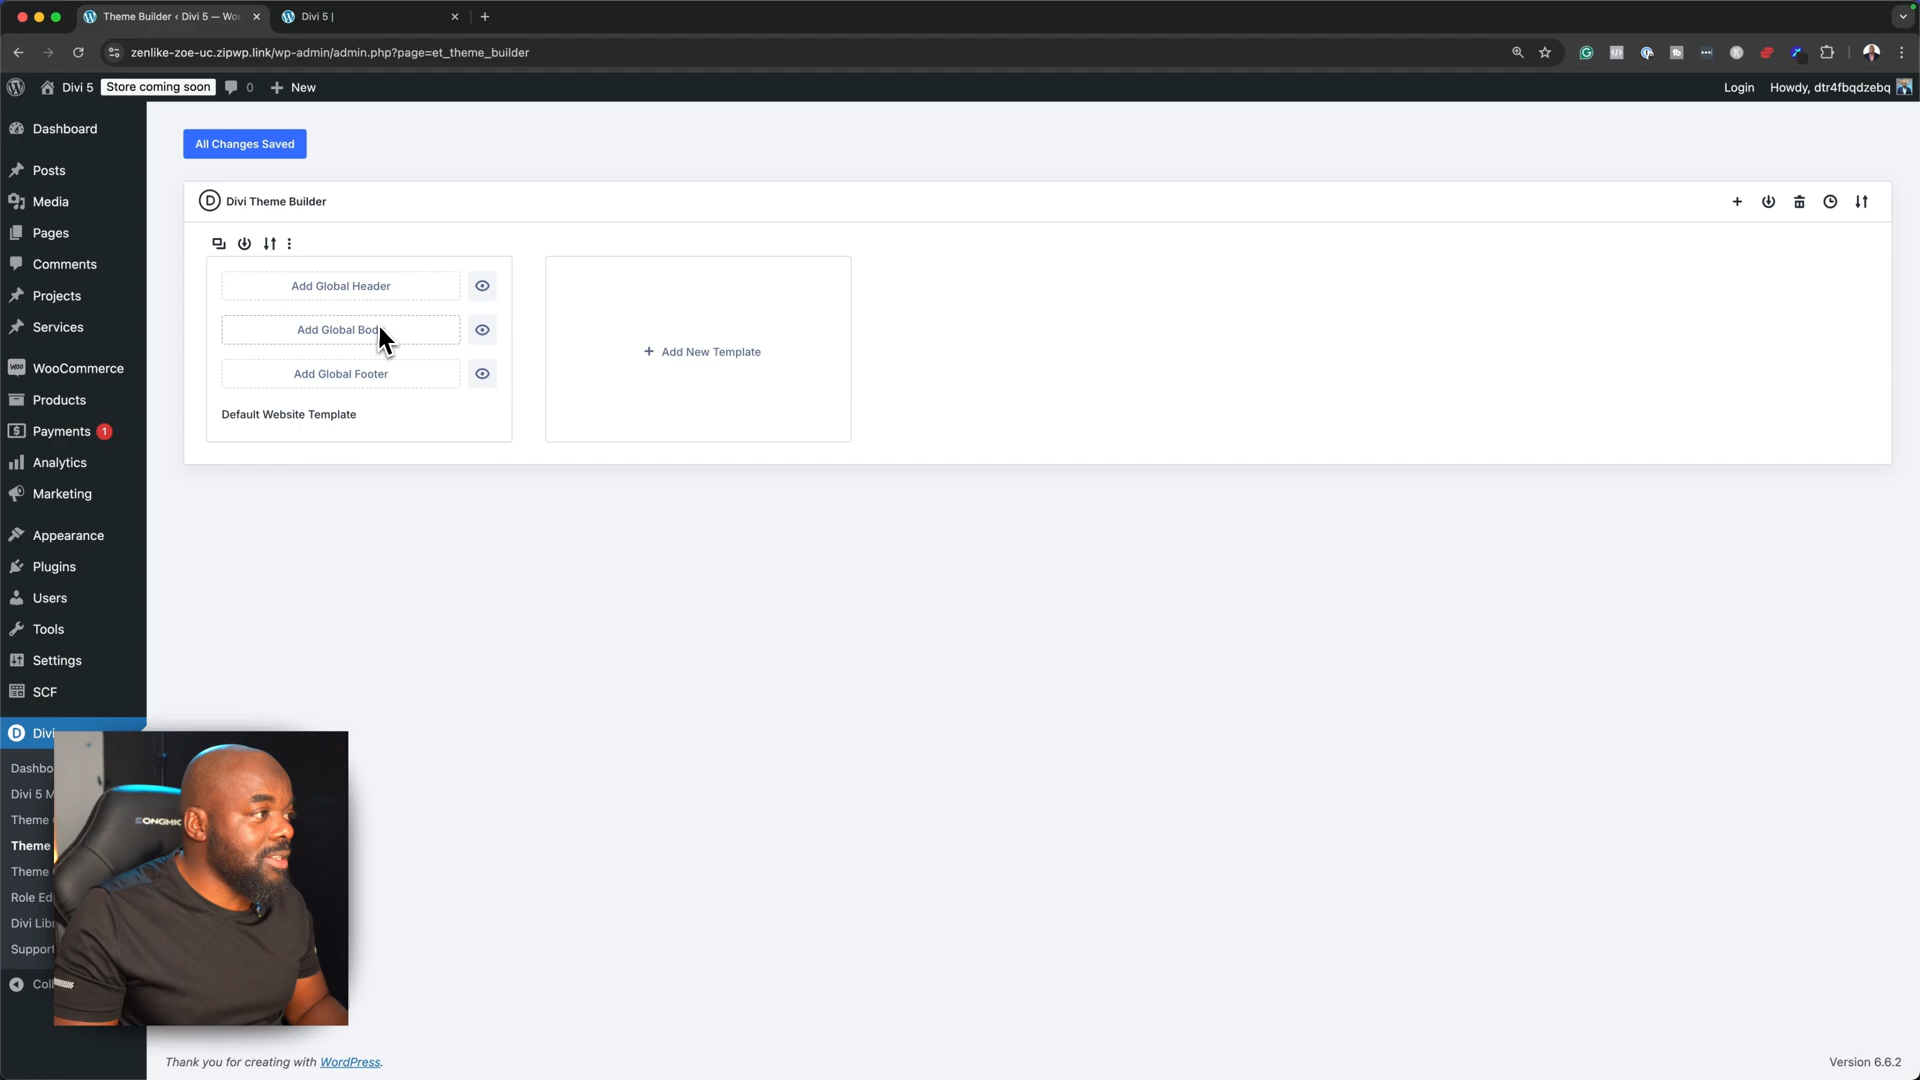 Theme Builder ‹ Divi 5 — Wor
Divi 5 |
zenlike-zoe-uc.zipwp.link/wp-admin/admin.php?page=et_theme_builder
Divi 5
Store coming soon
0
New
Login
Howdy, dtr4fbqdzebq
Dashboard
Posts
Media
Pages
Comments
Projects
Services
WooCommerce
Products
Payments 1
Analytics
Marketing
Appearance
Plugins
Users
Tools
Settings
SCF
Divi
Dashbo
Divi 5 M
Theme
Theme
Theme
Role Ed
Divi Lib
Support
Coll
All Changes Saved
D Divi Theme Builder
Add Global Header
Add Global Bod
Add Global Footer
Default Website Template
+ Add New Template
SONGMIC
Thank you for creating with WordPress.
Version 6.6.2